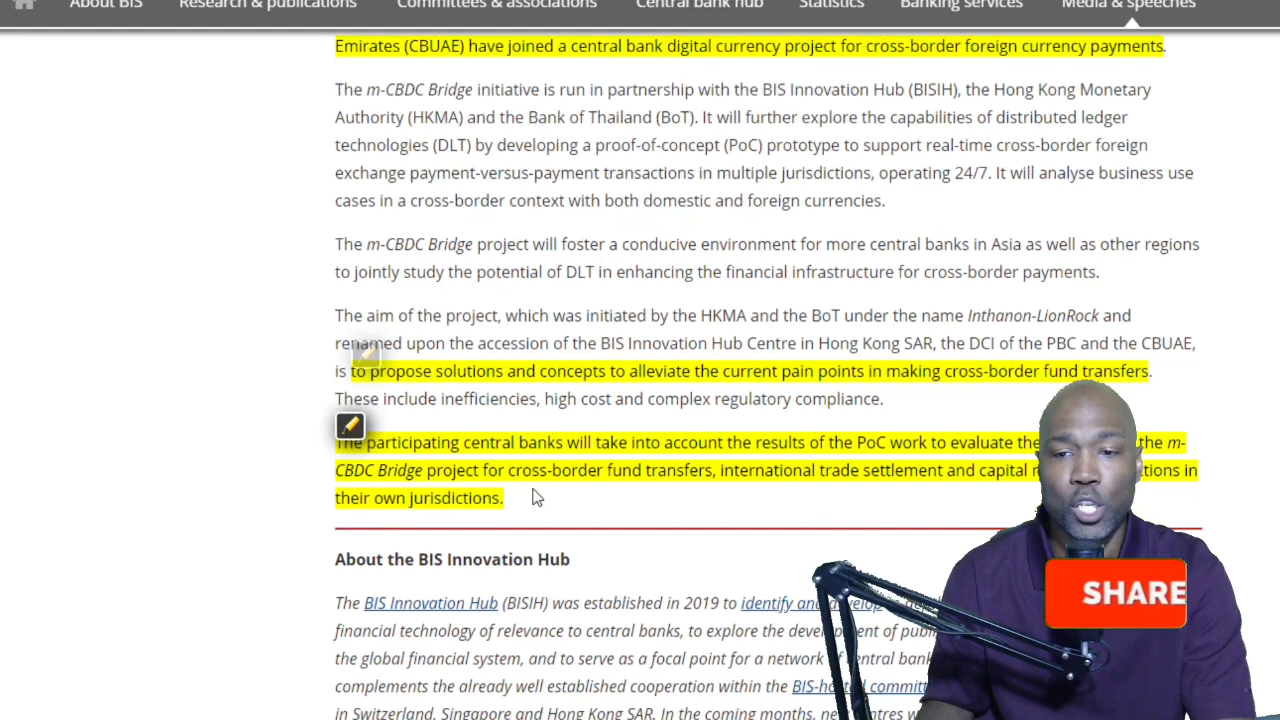 About BIS Research & publications Committees & associations Central bank hub Statistics Banking services Media & speeches
Emirates (CBUAE) have joined a central bank digital currency project for cross-border foreign currency payments.
The m-CBDC Bridge initiative is run in partnership with the BIS Innovation Hub (BISIH), the Hong Kong Monetary
Authority (HKMA) and the Bank of Thailand (BoT). It will further explore the capabilities of distributed ledger
technologies (DLT) by developing a proof-of-concept (PoC) prototype to support real-time cross-border foreign
exchange payment-versus-payment transactions in multiple jurisdictions, operating 24/7. It will analyse business use
cases in a cross-border context with both domestic and foreign currencies.
The m-CBDC Bridge project will foster a conducive environment for more central banks in Asia as well as other regions
to jointly study the potential of DLT in enhancing the financial infrastructure for cross-border payments.
The aim of the project, which was initiated by the HKMA and the BoT under the name Inthanon-LionRock and
renamed upon the accession of the BIS Innovation Hub Centre in Hong Kong SAR, the DCI of the PBC and the CBUAE,
is to propose solutions and concepts to alleviate the current pain points in making cross-border fund transfers.
These include inefficiencies, high cost and complex regulatory compliance.
The participating central banks will take into account the results of the PoC work to evaluate the the m-
CBDC Bridge project for cross-border fund transfers, international trade settlement and capital in
their own jurisdictions.
About the BIS Innovation Hub
The BIS Innovation Hub (BISIH) was established in 2019 to identify and develop
financial technology of relevance to central banks, to explore the development of
the global financial system, and to serve as a focal point for a network of central
complements the already well established cooperation within the BIS-hosted
in Switzerland, Singapore and Hong Kong SAR. In the coming months, new centres
SHARE